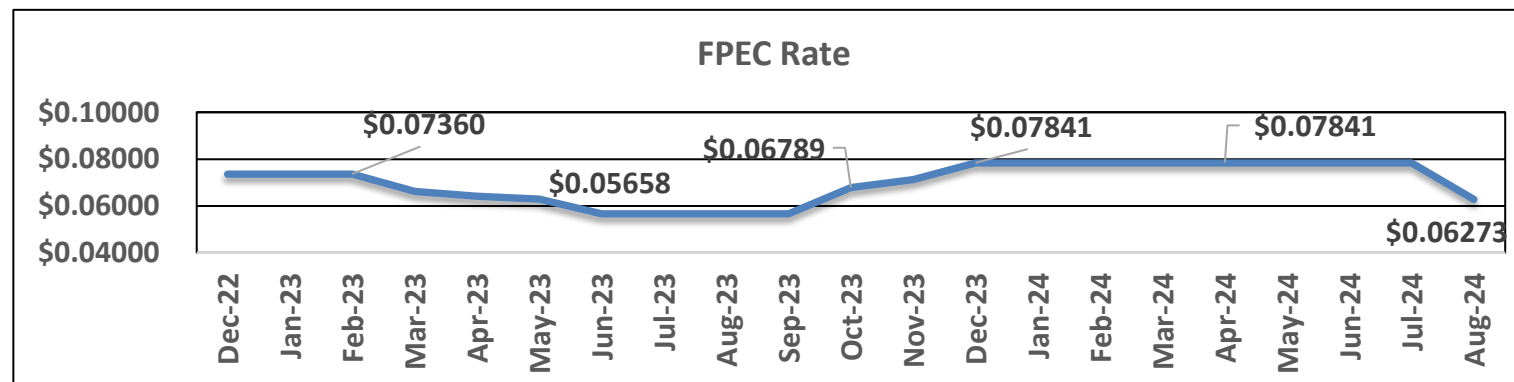 FPEC Rate
$0.10000
$0.08000
$0.06000
$0.04000
$0.07360
$0.05658
$0.06789
$0.07841
$0.07841
$0.06273
Dec-22
Jan-23
Feb-23
Mar-23
Apr-23
May-23
Jun-23
Jul-23
Aug-23
Sep-23
Oct-23
Nov-23
Dec-23
Jan-24
Feb-24
Mar-24
Apr-24
May-24
Jun-24
Jul-24
Aug-24